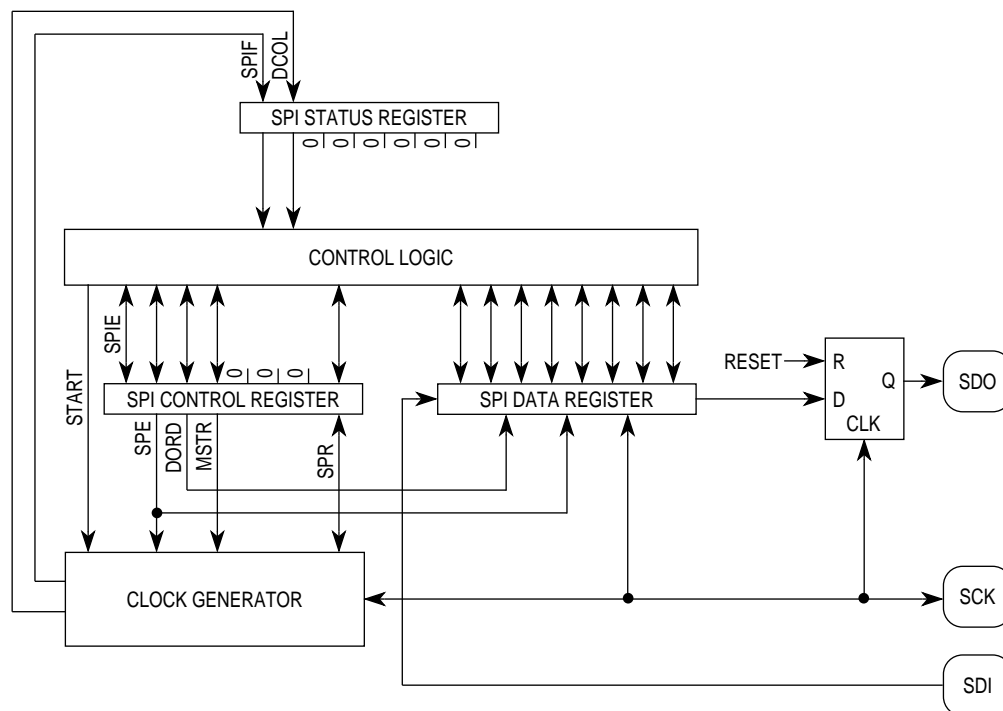 SPIF
DCOL
SPI STATUS REGISTER
0 0 0 0 0 0
CONTROL LOGIC
SPIE
0 0 0
START
SPI CONTROL REGISTER
SPI DATA REGISTER
RESET
R
Q
D
CLK
SDO
SPE
DORD
MSTR
SPR
CLOCK GENERATOR
SCK
SDI